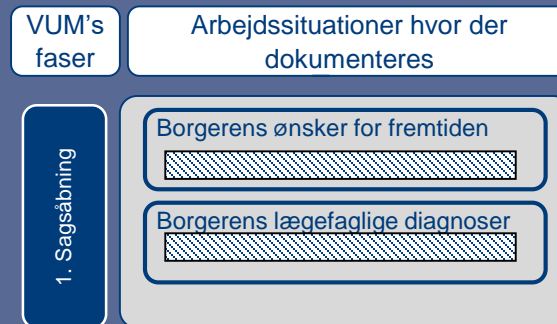 VUM's
faser
Arbejdssituationer hvor der
dokumenteres
1. Sagsåbning
Borgerens ønsker for fremtiden
Borgerens lægefaglige diagnoser